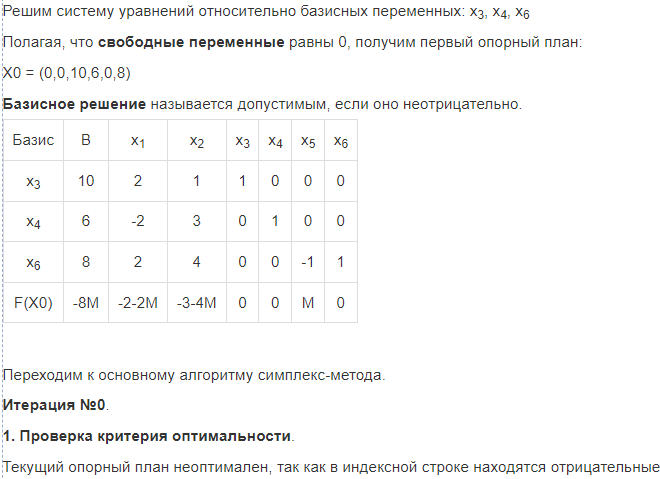 Решим систему уравнений относительно базисных переменных: x3, x4, x6
Полагая, что свободные переменные равны 0, получим первый опорный план:
X0 = (0,0,10,6,0,8)
Базисное решение называется допустимым, если оно неотрицательно.
Базис B x1 x2 x3 x4 x5 x6
x3 10 2 1 1 0 0 0
x4 6 -2 3 0 1 0 0
x6 8 2 4 0 0 -1 1
F(X0) -8M -2-2M -3-4M 0 0 M 0
Переходим к основному алгоритму симплекс-метода.
Итерация №0.
1. Проверка критерия оптимальности.
Текущий опорный план неоптимален, так как в индексной строке находятся отрицательные